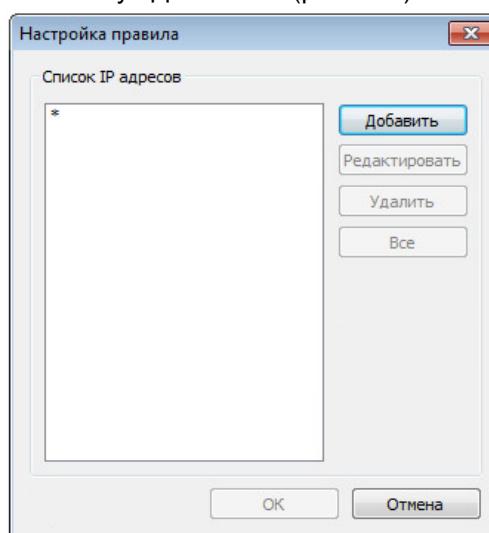 Настройка правила
Список IP адресов
*
Добавить
Редактировать
Удалить
Все
OK
Отмена